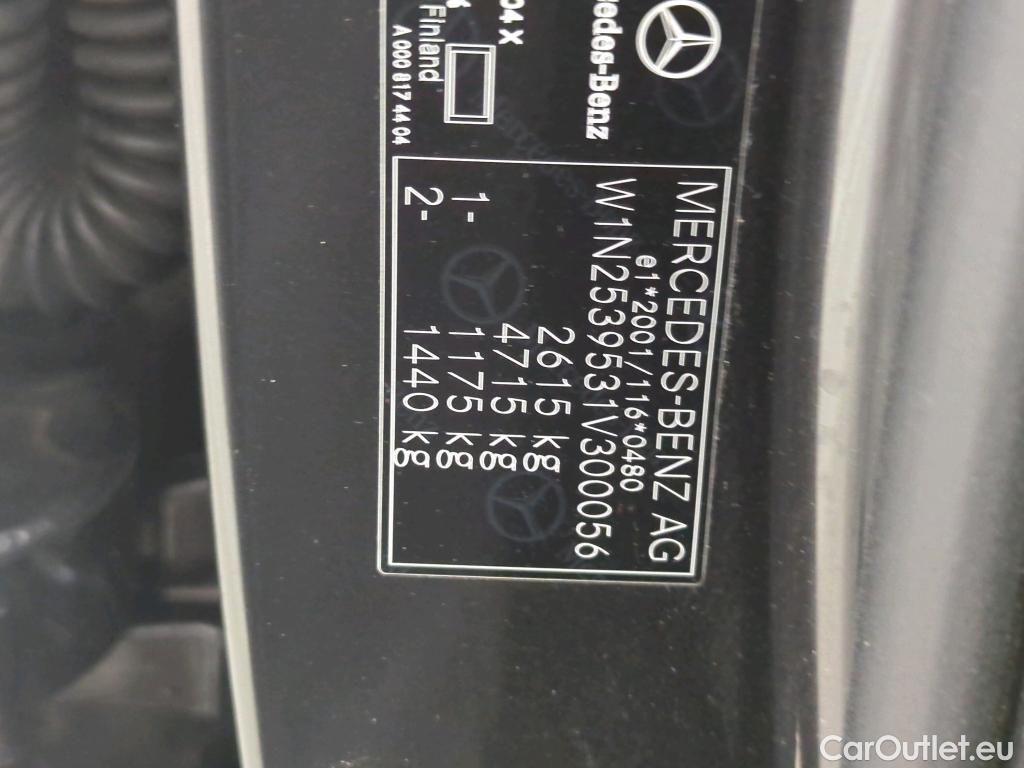 Mercedes-Benz
04 X
Finland
A 000 817 44 04
MERCEDES-BENZ AG
e1*2001/116*0480
W1N2539531V300056
2615 kg
4715 kg
1- 1175 kg
2- 1440 kg
CarOutlet.eu